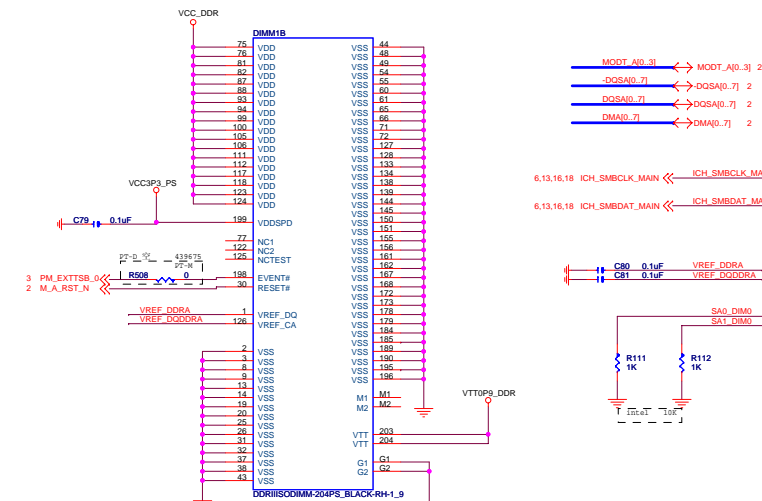 VCC_DDR
DIMM1B
75 VDD VSS 44
76 VDD VSS 48
81 VDD VSS 49
82 VDD VSS 54
87 VDD VSS 55
88 VDD VSS 60
93 VDD VSS 61
94 VDD VSS 65
99 VDD VSS 66
100 VDD VSS 71
105 VDD VSS 72
106 VDD VSS 127
111 VDD VSS 128
112 VDD VSS 133
117 VDD VSS 134
118 VDD VSS 138
123 VDD VSS 139
124 VDD VSS 144
VSS 145
VCC3P3_PS
C79 0.1uF
199 VDDSPD VSS 150
VSS 151
77 NC1 VSS 155
122 NC2 VSS 156
125 NCTEST VSS 161
VSS 162
PT-D 439675
PT-M
3 PM_EXTTSB_0 R508 0 198 EVENT# VSS 167
2 M_A_RST_N 30 RESET# VSS 168
VSS 172
VSS 173
VREF_DDRA 1 VREF_DQ VSS 178
VREF_DQDDRA 126 VREF_CA VSS 179
VSS 184
VSS 185
2 VSS VSS 189
3 VSS VSS 190
8 VSS VSS 195
9 VSS VSS 196
13 VSS
14 VSS M1 M1
19 VSS M2 M2
20 VSS
25 VSS
26 VSS VTT 203
31 VSS VTT 204
32 VSS
37 VSS G1 G1
38 VSS G2 G2
43 VSS
DDRIIISODIMM-204PS_BLACK-RH-1_9
VTT0P9_DDR
MODT_A[0..3] MODT_A[0..3] 2
-DQSA[0..7] -DQSA[0..7] 2
DQSA[0..7] DQSA[0..7] 2
DMA[0..7] DMA[0..7] 2
6,13,16,18 ICH_SMBCLK_MAIN ICH_SMBCLK_MA
6,13,16,18 ICH_SMBDAT_MAIN ICH_SMBDAT_MA
C80 0.1uF VREF_DDRA
C81 0.1uF VREF_DQDDRA
SA0_DIM0
SA1_DIM0
R111 R112
1K 1K
intel 10K